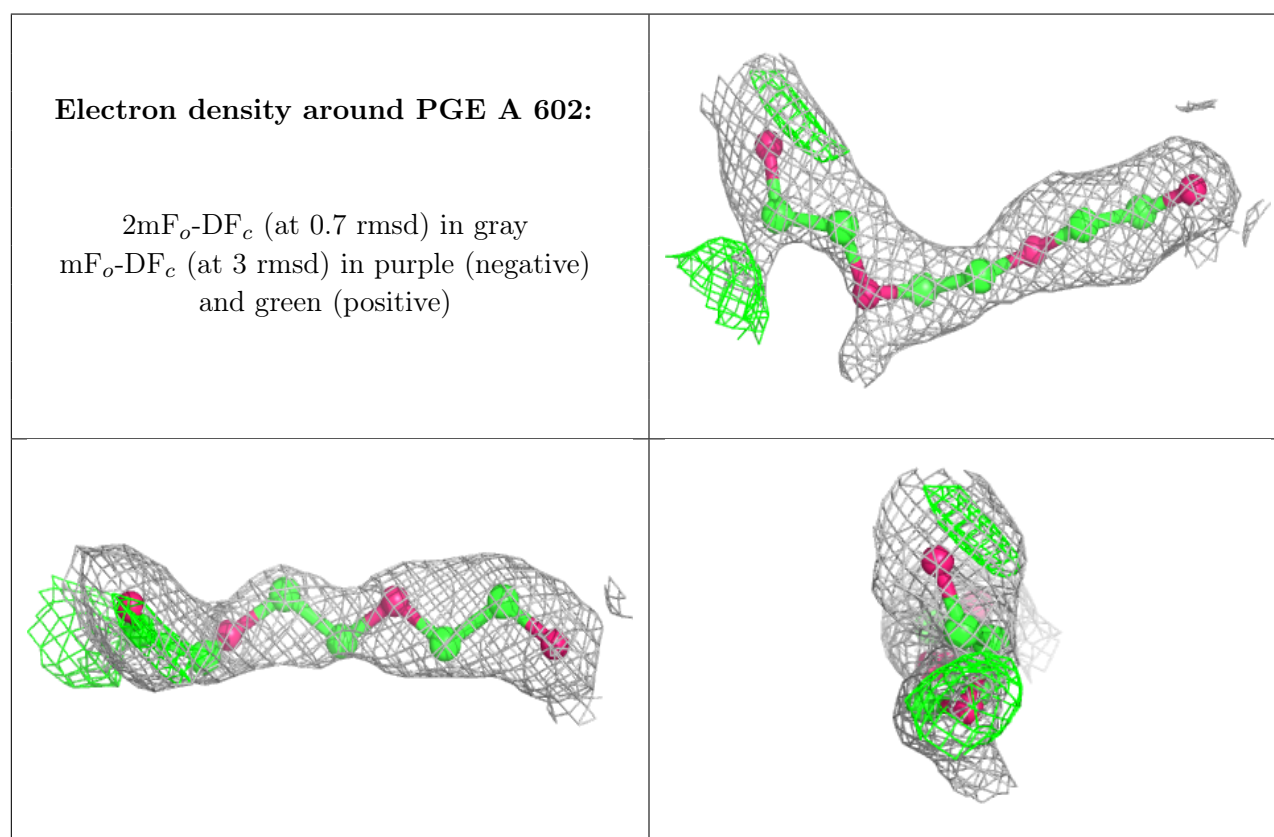 Electron density around PGE A 602:
2mFo-DFc (at 0.7 rmsd) in gray
mFo-DFc (at 3 rmsd) in purple (negative)
and green (positive)